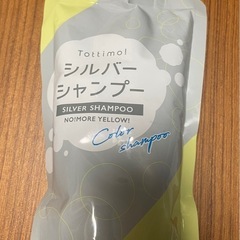 Tottimo!
シルバー
シャンプー
SILVER SHAMPOO
NO!MORE YELLOW!
Color
shampoo